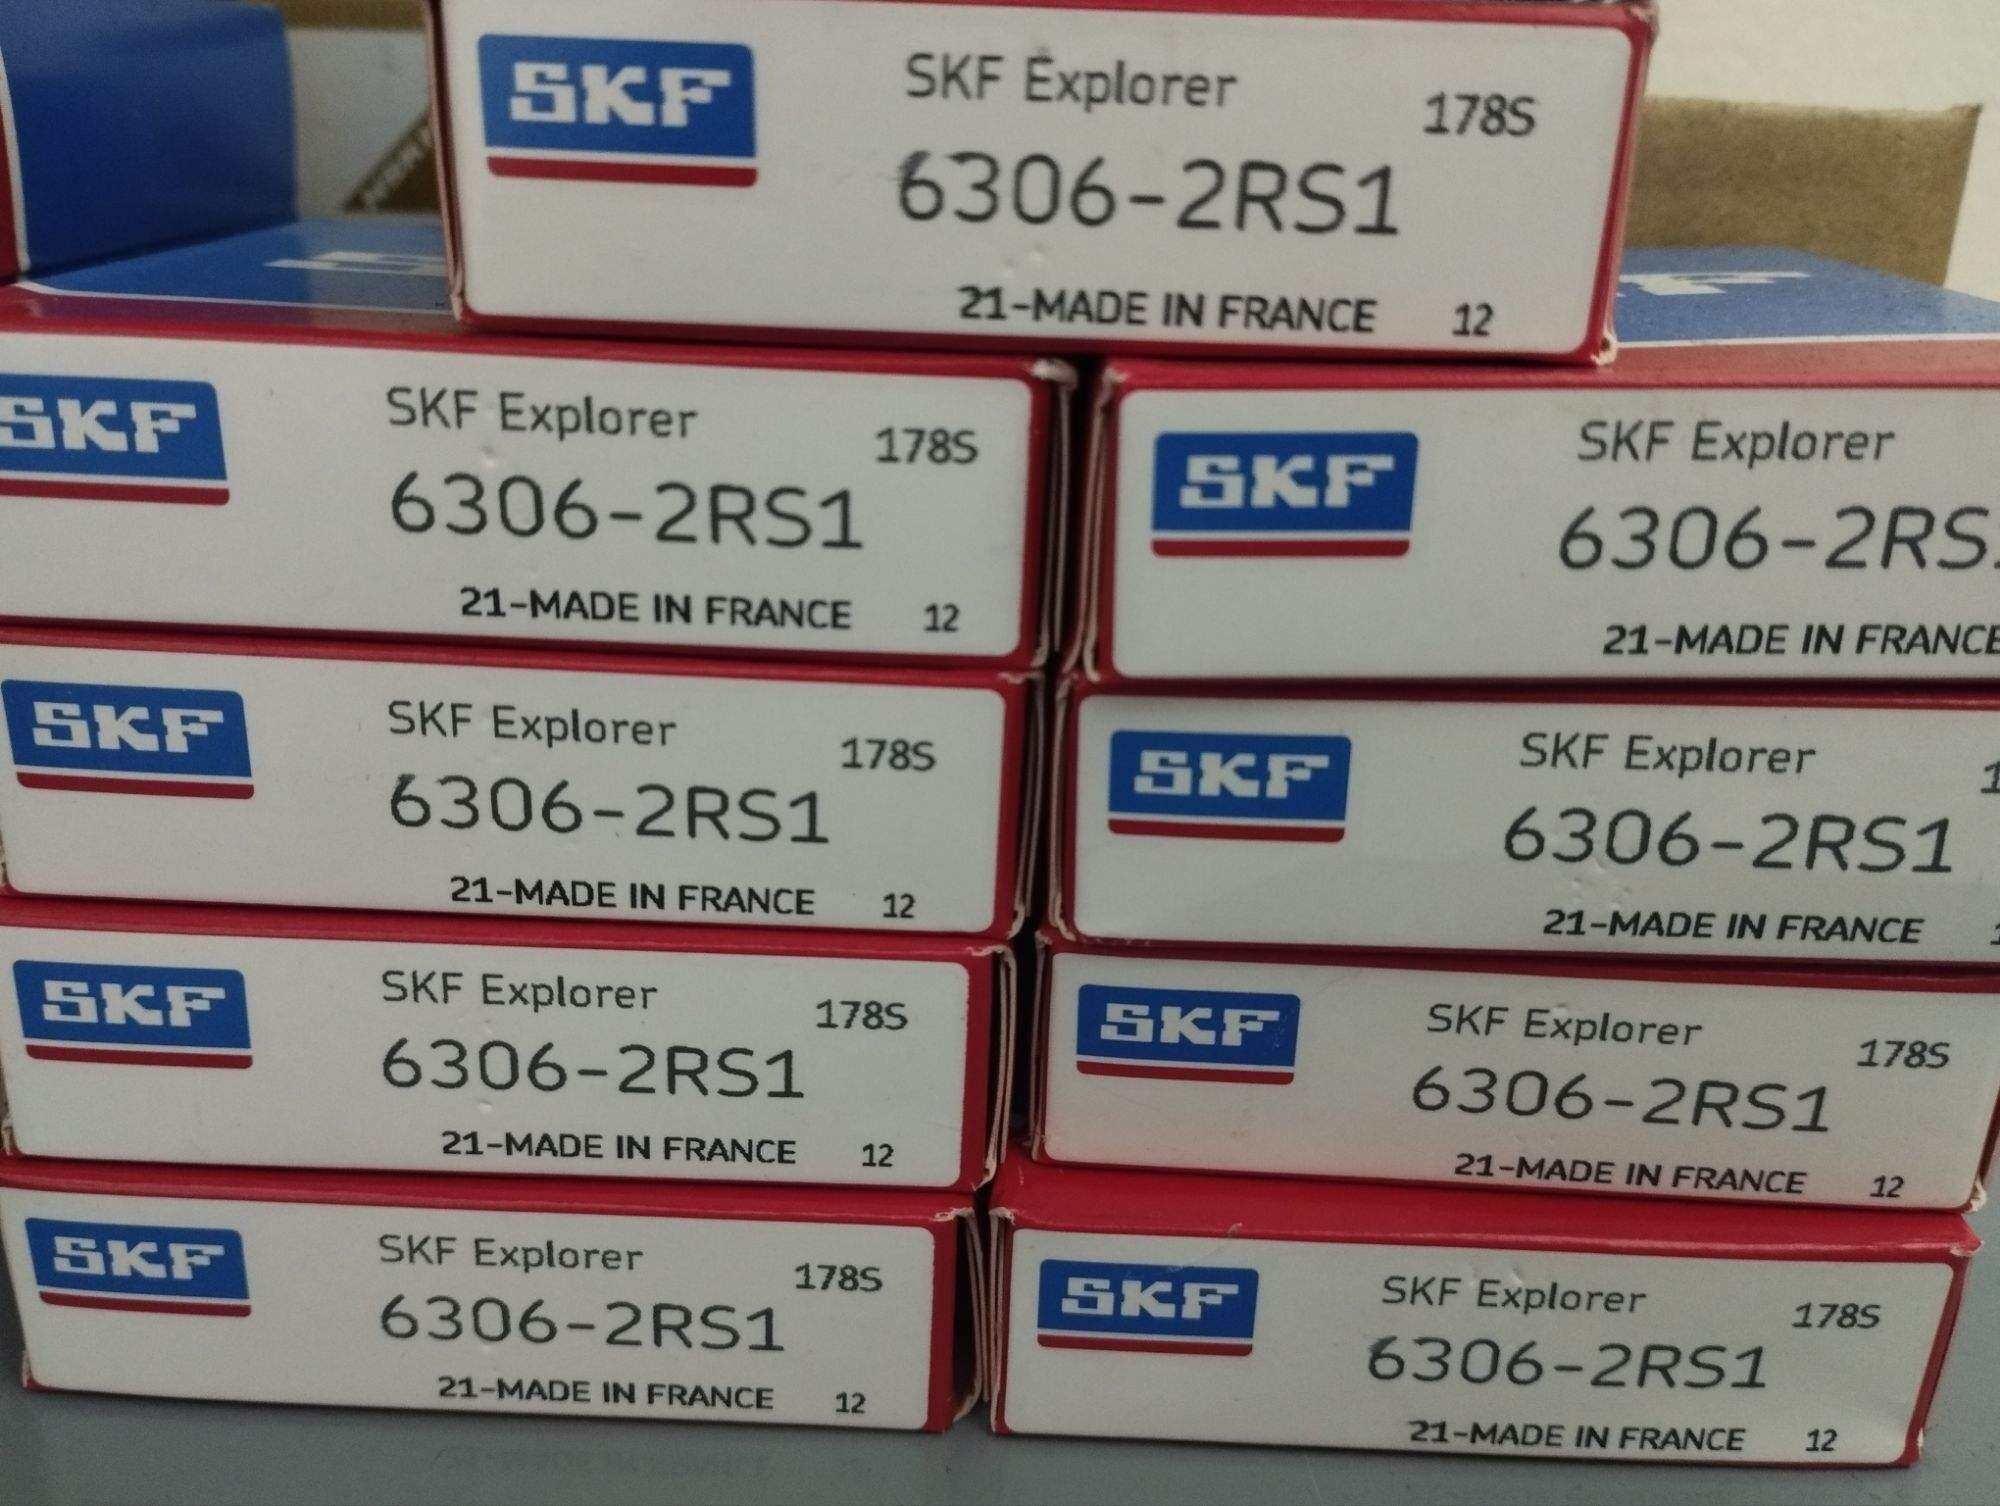 SKF
SKF Explorer
178S
6306-2RS1
21-MADE IN FRANCE 12
SKF
SKF Explorer
178S
6306-2RS1
21-MADE IN FRANCE 12
SKF
SKF Explorer
6306-2RS
21-MADE IN FRANCE
SKF
SKF Explorer
178S
6306-2RS1
21-MADE IN FRANCE 12
SKF
SKF Explorer
1
6306-2RS1
21-MADE IN FRANCE 1
SKF
SKF Explorer
178S
6306-2RS1
21-MADE IN FRANCE 12
SKF
SKF Explorer
178S
6306-2RS1
21-MADE IN FRANCE 12
SKF
SKF Explorer
178S
6306-2RS1
21-MADE IN FRANCE 12
SKF
SKF Explorer
178S
6306-2RS1
21-MADE IN FRANCE 12